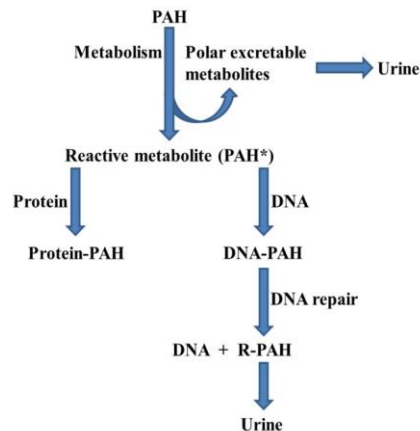 PAH
Metabolism
Polar excretable
metabolites
Urine
Reactive metabolite (PAH*)
Protein
DNA
Protein-PAH
DNA-PAH
DNA repair
DNA + R-PAH
Urine